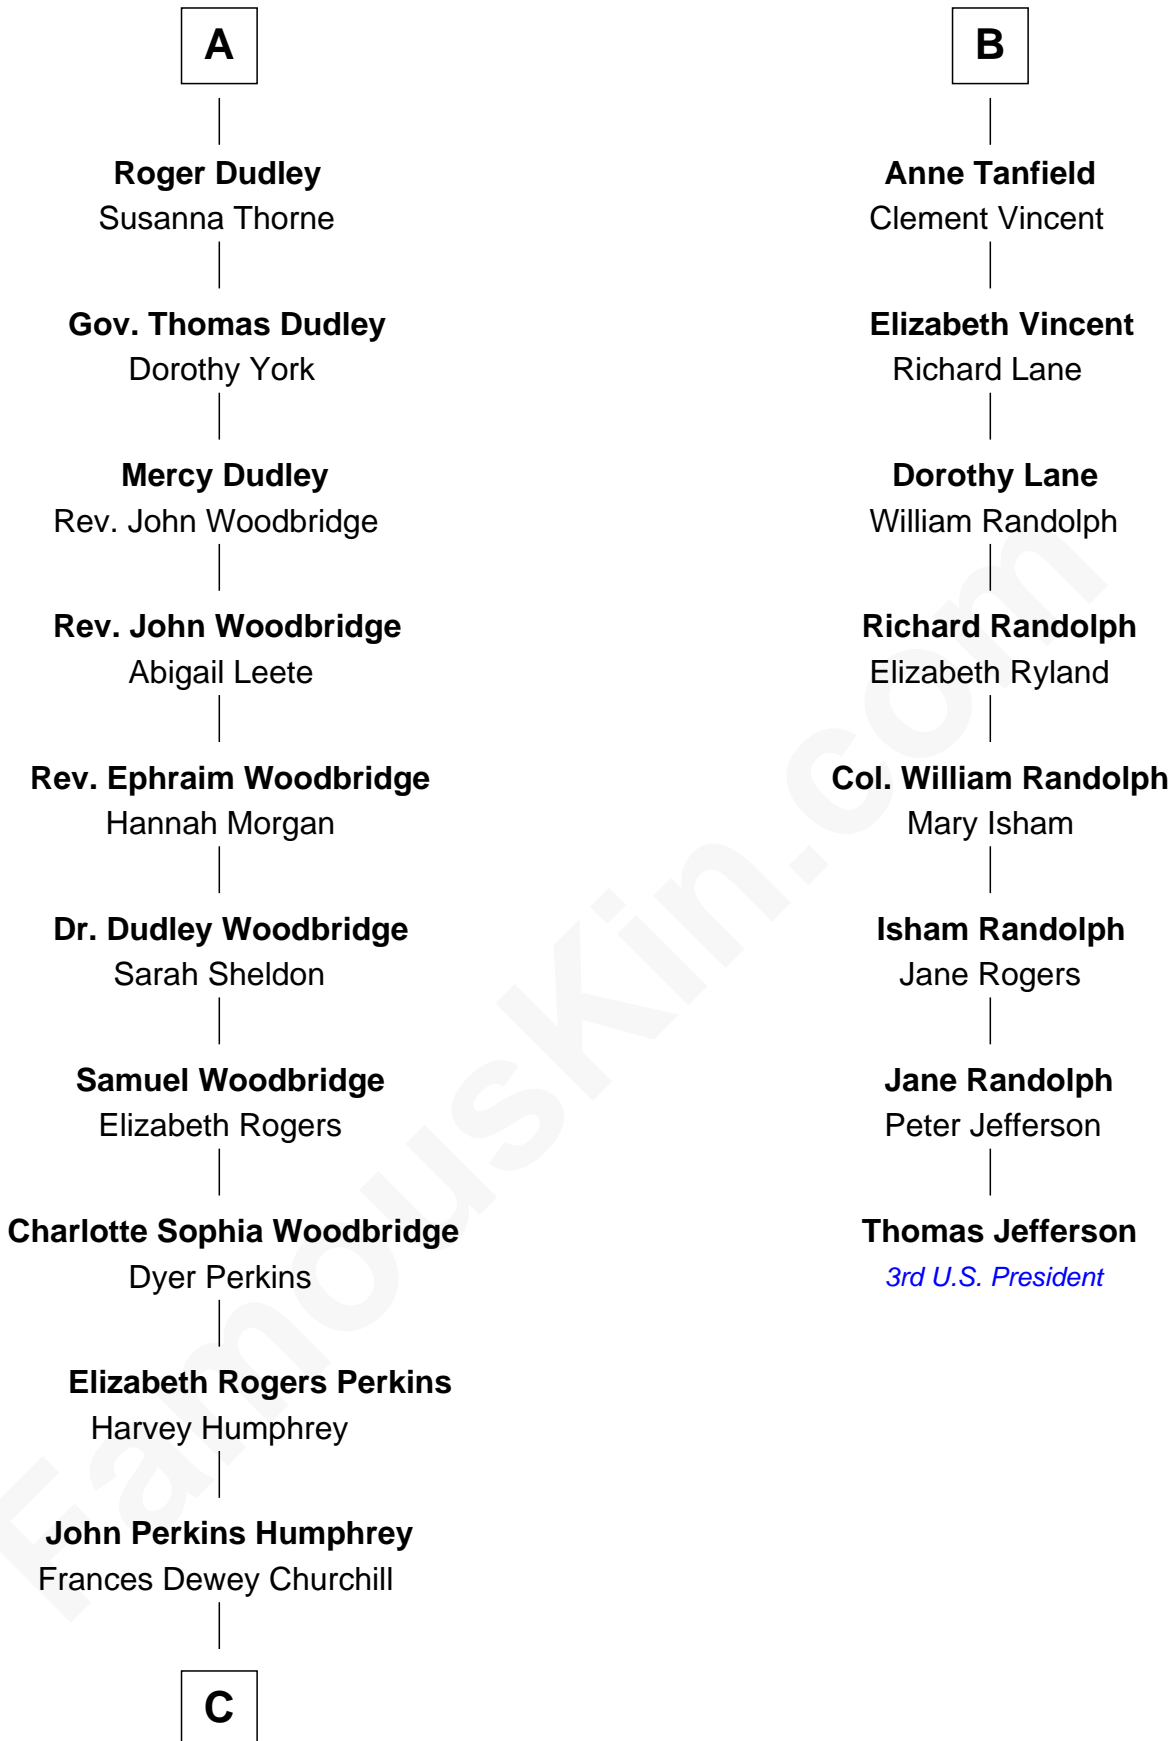 A
Roger Dudley
Susanna Thorne
Gov. Thomas Dudley
Dorothy York
Mercy Dudley
Rev. John Woodbridge
Rev. John Woodbridge
Abigail Leete
Rev. Ephraim Woodbridge
Hannah Morgan
Dr. Dudley Woodbridge
Sarah Sheldon
Samuel Woodbridge
Elizabeth Rogers
Charlotte Sophia Woodbridge
Dyer Perkins
Elizabeth Rogers Perkins
Harvey Humphrey
John Perkins Humphrey
Frances Dewey Churchill
C
B
Anne Tanfield
Clement Vincent
Elizabeth Vincent
Richard Lane
Dorothy Lane
William Randolph
Richard Randolph
Elizabeth Ryland
Col. William Randolph
Mary Isham
Isham Randolph
Jane Rogers
Jane Randolph
Peter Jefferson
Thomas Jefferson
3rd U.S. President
FamousKin.com